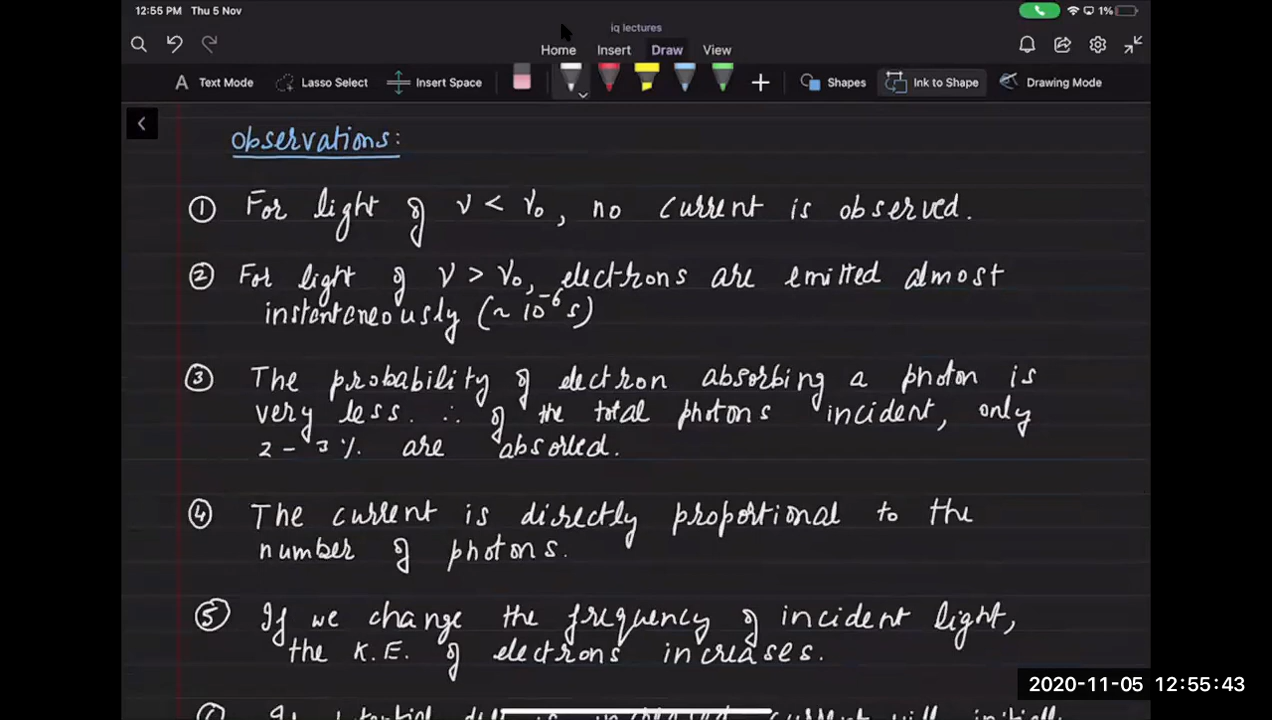 12:55 PM Thu 5 Nov
1%
iq lectures
Home Insert Draw View
Text Mode Lasso Select Insert Space Shapes Ink to Shape Drawing Mode
Observations:
① For light of ν < ν₀, no current is observed.
② For light of ν > ν₀, electrons are emitted almost
instantaneously (~ 10⁻⁶ s)
③ The probability of electron absorbing a photon is
very less. ∴ of the total photons incident, only
2 - 3 % are absorbed.
④ The current is directly proportional to the
number of photons.
⑤ If we change the frequency of incident light,
the K.E. of electrons increases.
2020-11-05 12:55:43